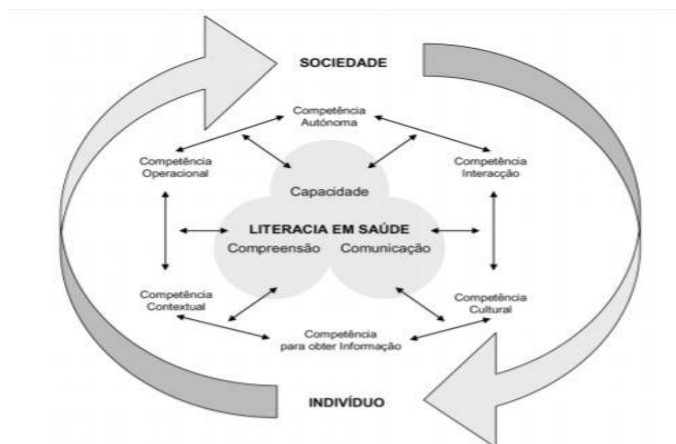 SOCIEDADE
Competência
Autónoma
Competência
Operacional
Competência
Interacção
Capacidade
LITERACIA EM SAÚDE
Compreensão
Comunicação
Competência
Contextual
Competência
Cultural
Competência
para obter Informação
INDIVÍDUO